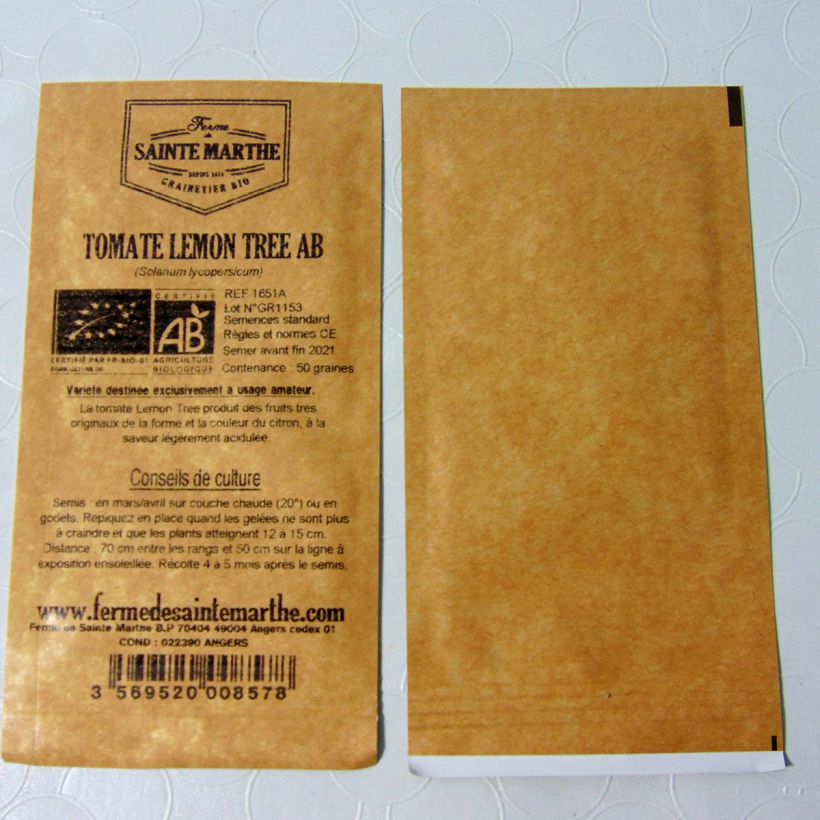 Ferme
de
SAINTE MARTHE
DEPUIS 1974
GRAINETIER BIO
TOMATE LEMON TREE AB
(Solanum lycopersicum)
CERTIFIÉ
AB
CERTIFIÉ PAR FR-BIO-01
AGRICULTURE
BIOLOGIQUE
REF 1651A
Lot N°GR1153
Semences standard
Règles et normes CE
Semer avant fin 2021
Contenance : 50 graines
Variété destinée exclusivement à usage amateur.
La tomate Lemon Tree produit des fruits très
originaux de la forme et la couleur du citron, à la
saveur légèrement acidulée.
Conseils de culture
Semis : en mars/avril sur couche chaude (20°) ou en
godets. Repiquez en place quand les gelées ne sont plus
à craindre et que les plants atteignent 12 à 15 cm.
Distance : 70 cm entre les rangs et 50 cm sur la ligne à
exposition ensoleillée. Récolte 4 à 5 mois après le semis.
www.fermedesaintemarthe.com
Ferme de Sainte Marthe B.P 70404 49004 Angers cedex 01
COND : 022390 ANGERS
3 569520 008578